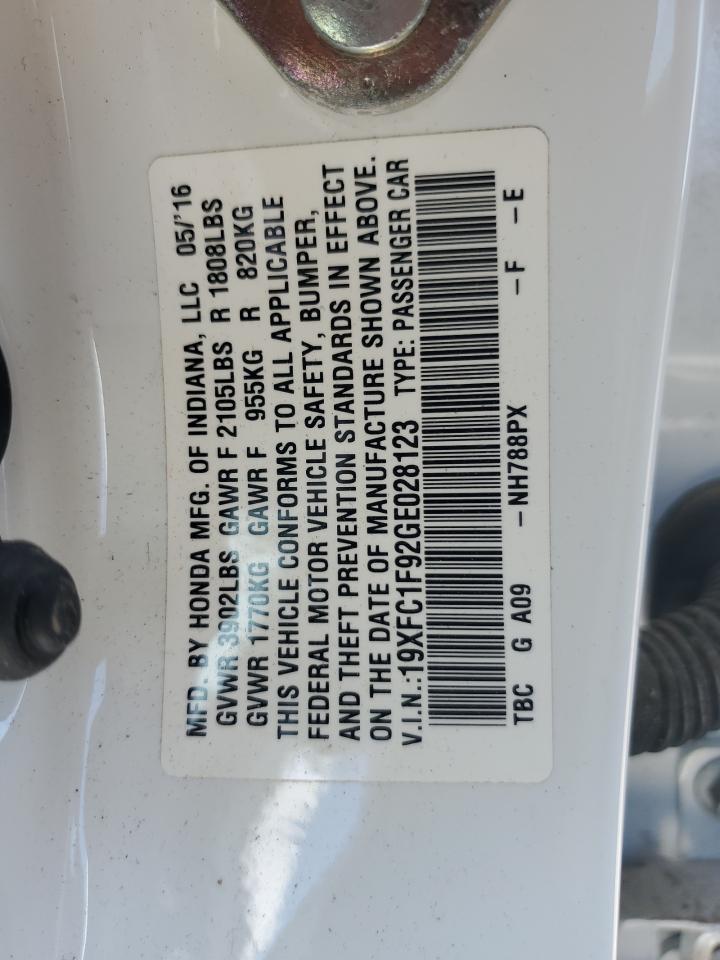 MFD. BY HONDA MFG. OF INDIANA, LLC 05/'16
GVWR 3902LBS GAWR F 2105LBS R 1808LBS
GVWR 1770KG GAWR F 955KG R 820KG
THIS VEHICLE CONFORMS TO ALL APPLICABLE
FEDERAL MOTOR VEHICLE SAFETY, BUMPER,
AND THEFT PREVENTION STANDARDS IN EFFECT
ON THE DATE OF MANUFACTURE SHOWN ABOVE.
V.I.N.:19XFC1F92GE028123 TYPE: PASSENGER CAR
TBC G A09 -NH788PX -F -E